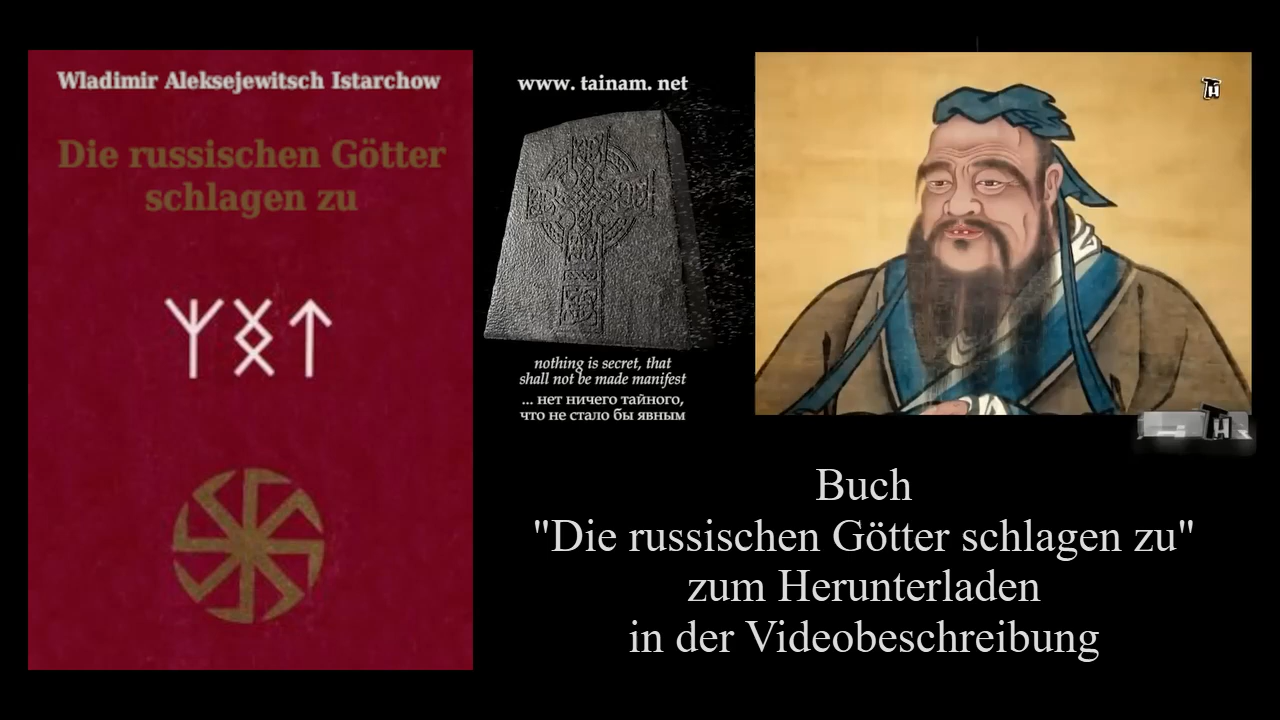 Wladimir Aleksejewitsch Istarchow
Die russischen Götter
schlagen zu
ᛉᛝᛏ
www. tainam. net
nothing is secret, that
shall not be made manifest
... нет ничего тайного,
что не стало бы явным
Buch
"Die russischen Götter schlagen zu"
zum Herunterladen
in der Videobeschreibung